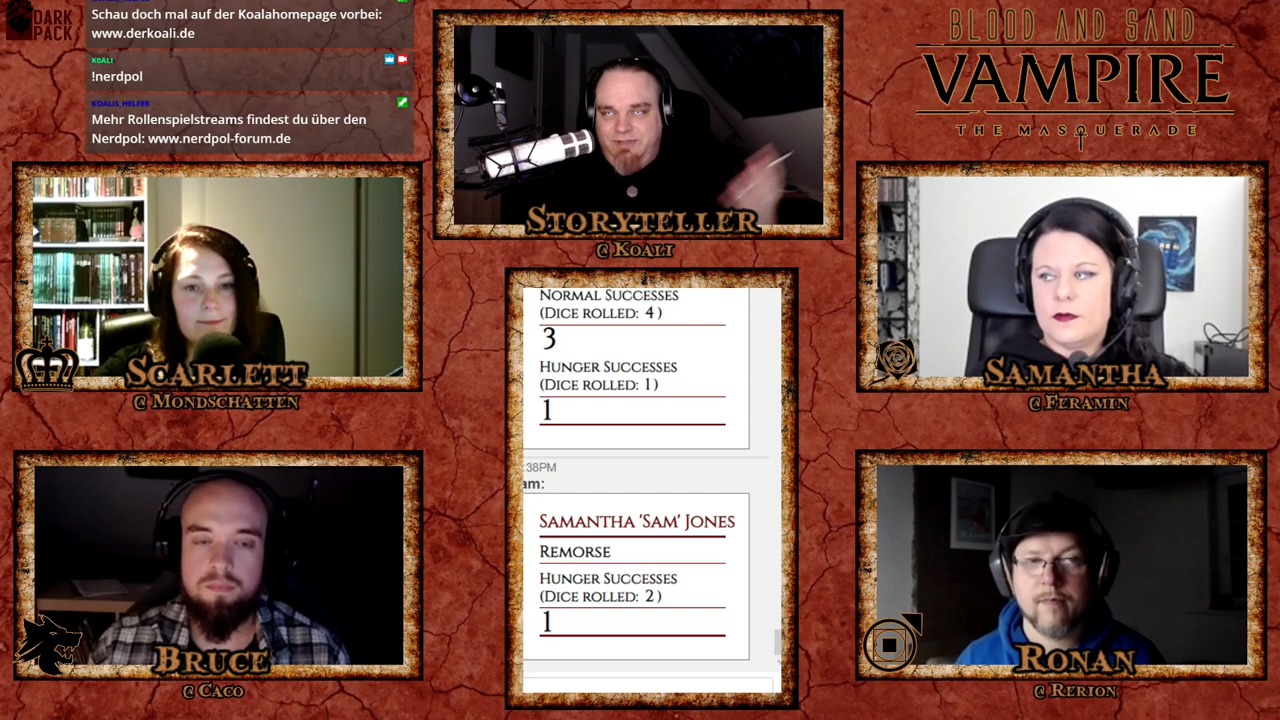 DARK
PACK
Schau doch mal auf der Koalahomepage vorbei:
www.derkoali.de
K0ALI
!nerdpol
KOALIS_HELFER
Mehr Rollenspielstreams findest du über den
Nerdpol: www.nerdpol-forum.de
STORYTELLER
@ KOALI
BLOOD AND SAND
VAMPIRE
THE MASQUERADE
SCARLETT
@ MONDSCHATTEN
SAMANTHA
@ FERAMIN
NORMAL SUCCESSES
(DICE ROLLED: 4)
3
HUNGER SUCCESSES
(DICE ROLLED: 1)
1
:38PM
am:
SAMANTHA 'SAM' JONES
REMORSE
HUNGER SUCCESSES
(DICE ROLLED: 2)
1
BRUCE
@ CACO
RONAN
@ RERION